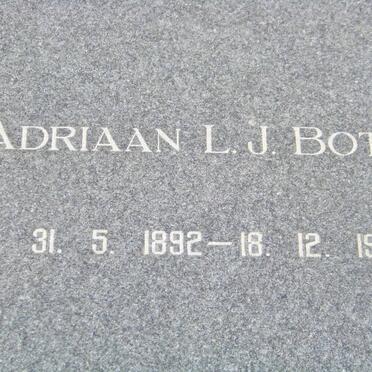 ADRIAAN L. J. BOT
31. 5. 1892 — 18. 12. 19